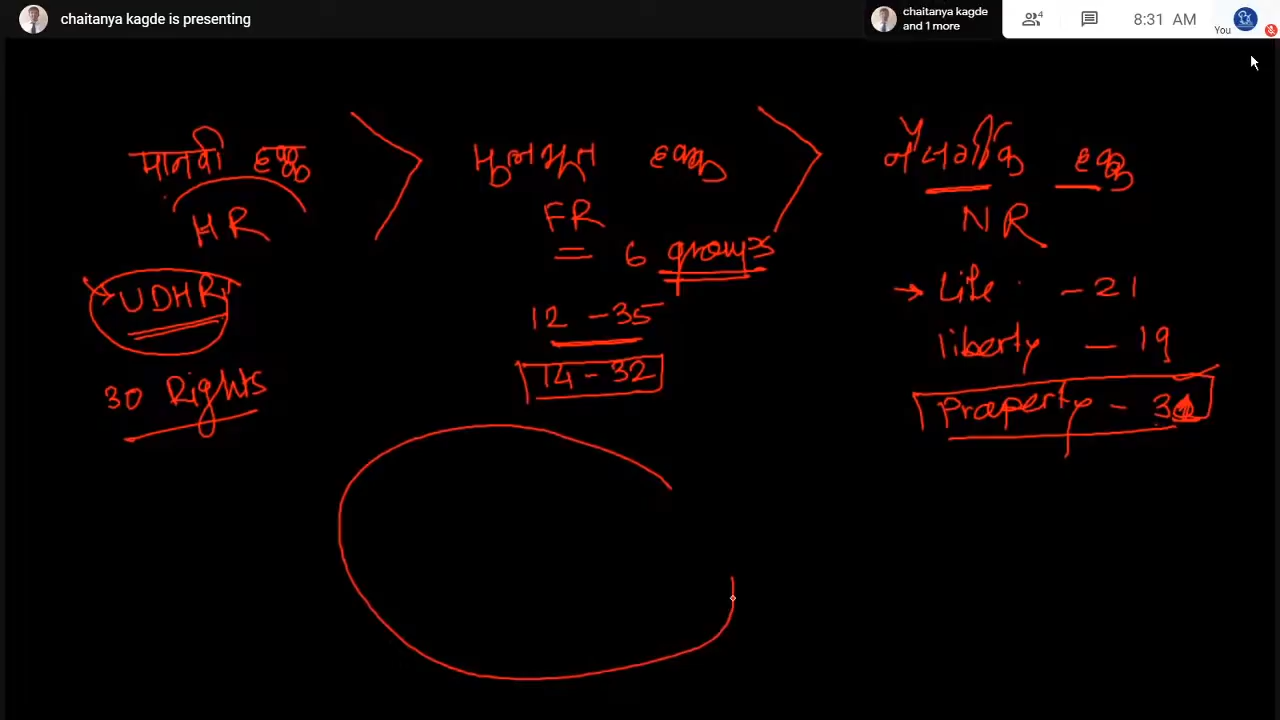 chaitanya kagde is presenting
chaitanya kagde
and 1 more
4
8:31 AM
You
मानवी हक्क
HR
UDHR
30 Rights
मुलभूत हक्क
FR
= 6 groups
12 - 35
14 - 32
नैसर्गिक हक्क
NR
→ Life - 21
liberty - 19
Property -